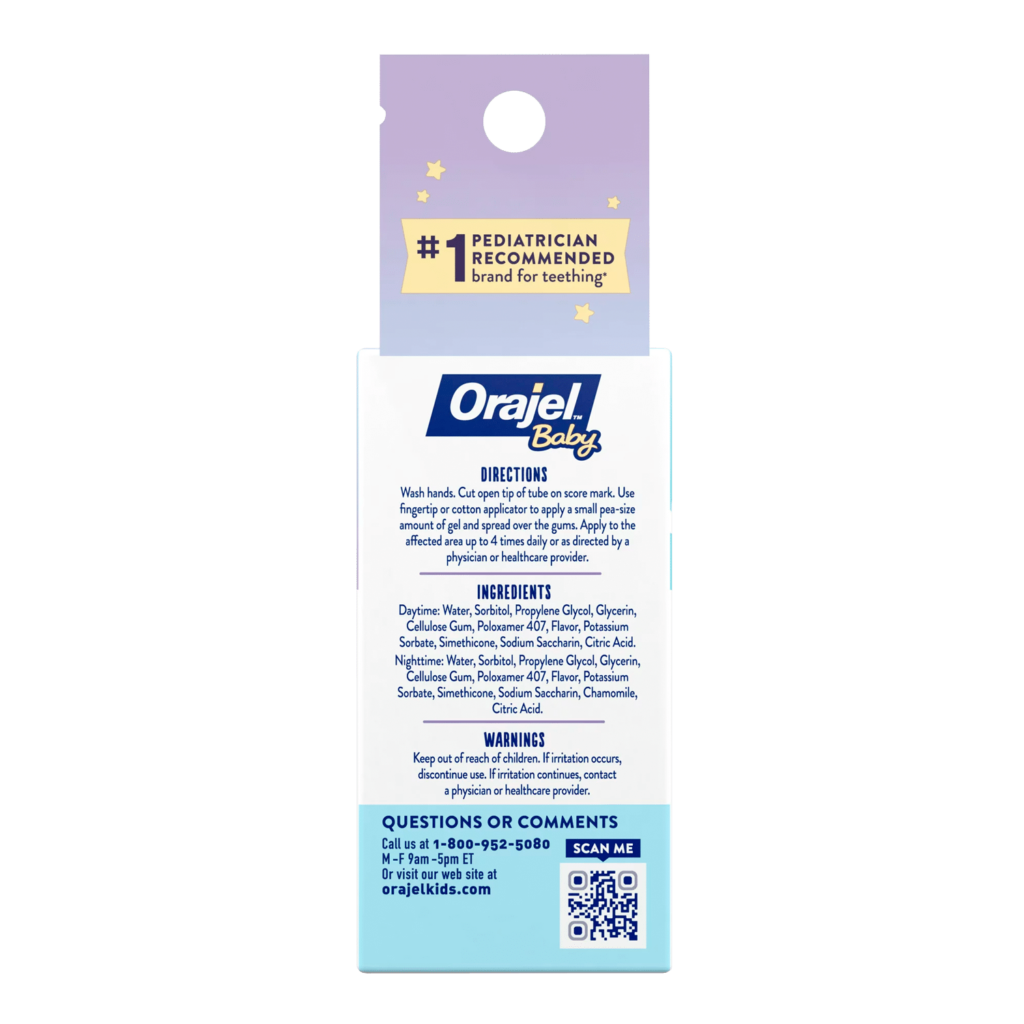 #1 PEDIATRICIAN
RECOMMENDED
brand for teething*
Orajel™
Baby
DIRECTIONS
Wash hands. Cut open tip of tube on score mark. Use
fingertip or cotton applicator to apply a small pea-size
amount of gel and spread over the gums. Apply to the
affected area up to 4 times daily or as directed by a
physician or healthcare provider.
INGREDIENTS
Daytime: Water, Sorbitol, Propylene Glycol, Glycerin,
Cellulose Gum, Poloxamer 407, Flavor, Potassium
Sorbate, Simethicone, Sodium Saccharin, Citric Acid.
Nighttime: Water, Sorbitol, Propylene Glycol, Glycerin,
Cellulose Gum, Poloxamer 407, Flavor, Potassium
Sorbate, Simethicone, Sodium Saccharin, Chamomile,
Citric Acid.
WARNINGS
Keep out of reach of children. If irritation occurs,
discontinue use. If irritation continues, contact
a physician or healthcare provider.
QUESTIONS OR COMMENTS
Call us at 1-800-952-5080
M-F 9am-5pm ET
Or visit our web site at
orajelkids.com
SCAN ME